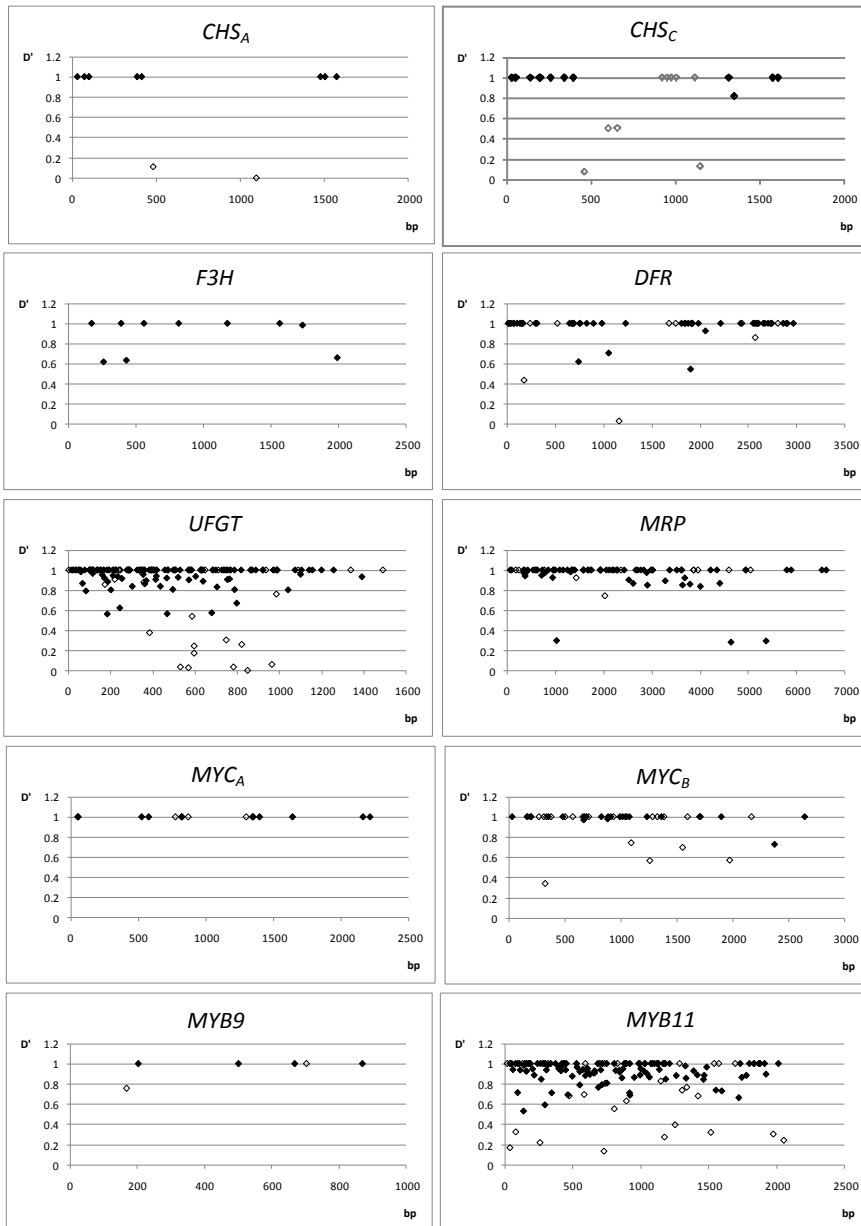 CHSA
D'
1.2
1
0.8
0.6
0.4
0.2
0
0 500 1000 1500 2000
bp
CHSC
D'
1.2
1
0.8
0.6
0.4
0.2
0
0 500 1000 1500 2000
bp
F3H
D'
1.2
1
0.8
0.6
0.4
0.2
0
0 500 1000 1500 2000 2500
bp
DFR
D'
1.2
1
0.8
0.6
0.4
0.2
0
0 500 1000 1500 2000 2500 3000 3500
bp
UFGT
D'
1.2
1
0.8
0.6
0.4
0.2
0
0 200 400 600 800 1000 1200 1400 1600
bp
MRP
D'
1.2
1
0.8
0.6
0.4
0.2
0
0 1000 2000 3000 4000 5000 6000 7000
bp
MYCA
D'
1.2
1
0.8
0.6
0.4
0.2
0
0 500 1000 1500 2000 2500
bp
MYCB
D'
1.2
1
0.8
0.6
0.4
0.2
0
0 500 1000 1500 2000 2500 3000
bp
MYB9
D'
1.2
1
0.8
0.6
0.4
0.2
0
0 200 400 600 800 1000
bp
MYB11
D'
1.2
1
0.8
0.6
0.4
0.2
0
0 500 1000 1500 2000 2500
bp